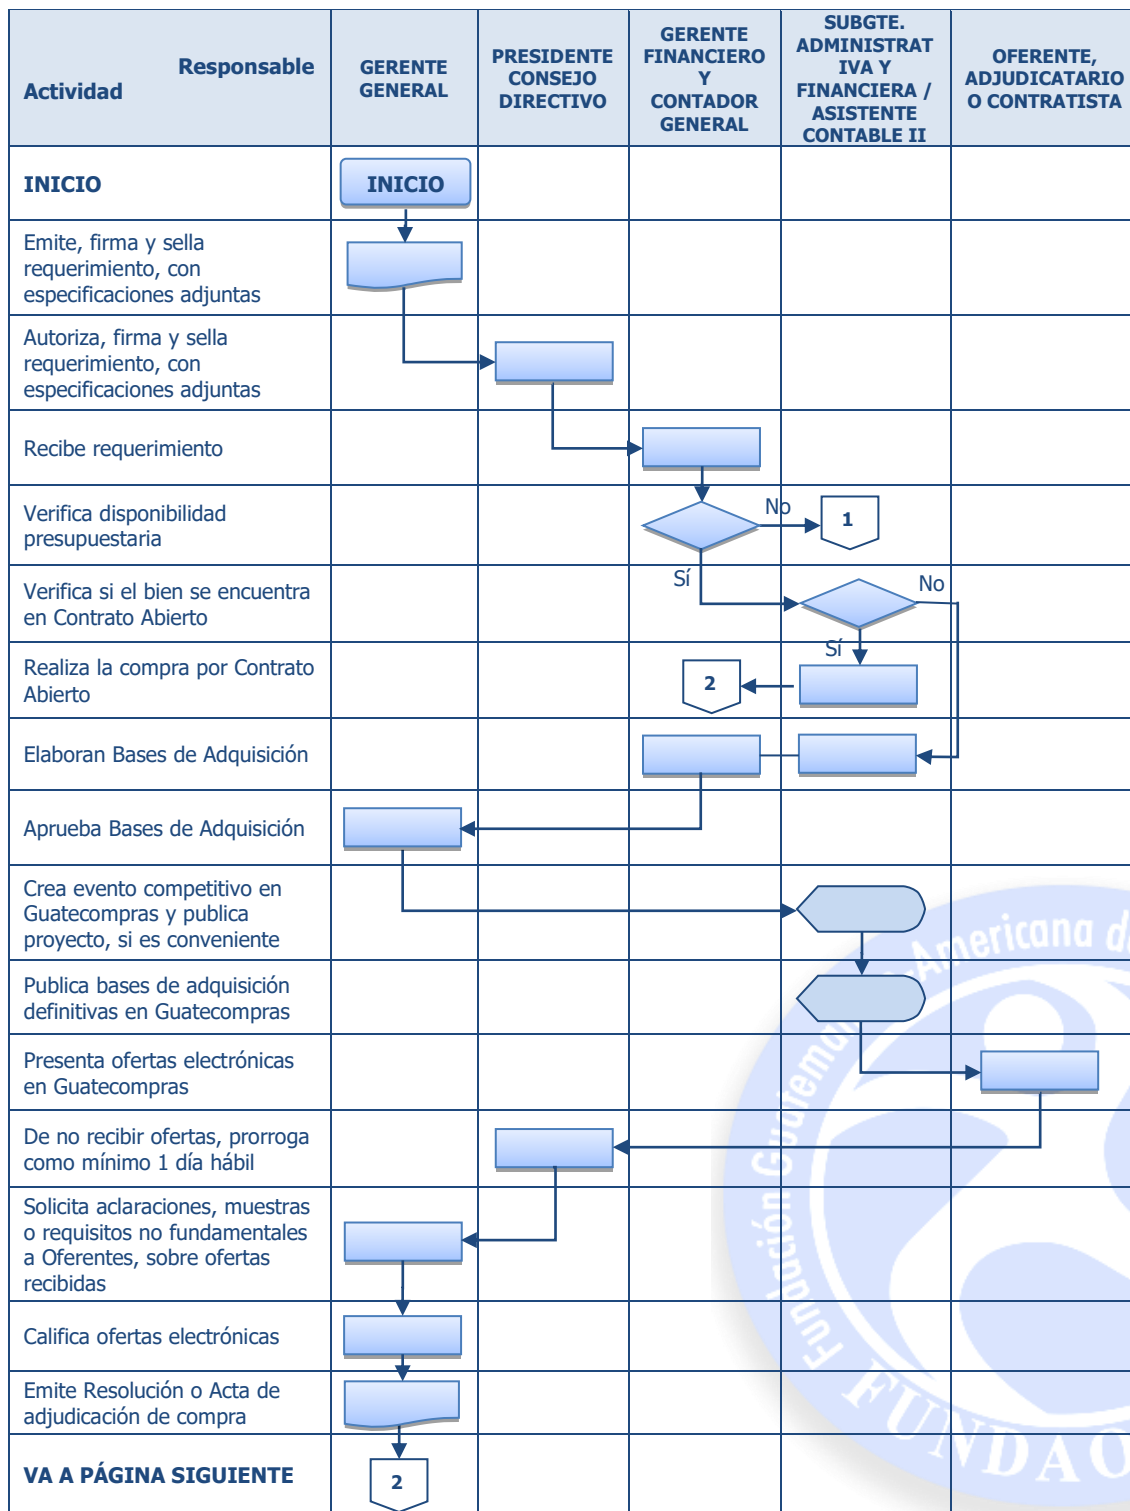 Responsable
Actividad
GERENTE
GENERAL
PRESIDENTE
CONSEJO
DIRECTIVO
GERENTE
FINANCIERO
Y
CONTADOR
GENERAL
SUBGTE.
ADMINISTRAT
IVA Y
FINANCIERA /
ASISTENTE
CONTABLE II
OFERENTE,
ADJUDICATARIO
O CONTRATISTA
INICIO
INICIO
Emite, firma y sella
requerimiento, con
especificaciones adjuntas
Autoriza, firma y sella
requerimiento, con
especificaciones adjuntas
Recibe requerimiento
Verifica disponibilidad
presupuestaria
No
1
Sí
Verifica si el bien se encuentra
en Contrato Abierto
No
Sí
Realiza la compra por Contrato
Abierto
2
Elaboran Bases de Adquisición
Aprueba Bases de Adquisición
Crea evento competitivo en
Guatecompras y publica
proyecto, si es conveniente
Publica bases de adquisición
definitivas en Guatecompras
Presenta ofertas electrónicas
en Guatecompras
De no recibir ofertas, prorroga
como mínimo 1 día hábil
Solicita aclaraciones, muestras
o requisitos no fundamentales
a Oferentes, sobre ofertas
recibidas
Califica ofertas electrónicas
Emite Resolución o Acta de
adjudicación de compra
VA A PÁGINA SIGUIENTE
2
Fundación
-Americana d
FUNDAO